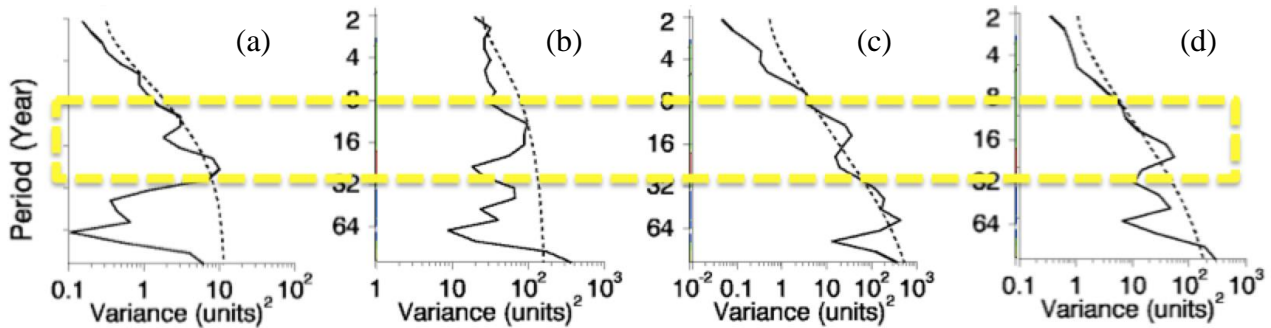 (a)
(b)
(c)
(d)
Period (Year)
2
4
8
16
32
64
2
4
8
16
32
64
2
4
8
16
32
64
0.1 1 10 10²
1 10 10² 10³
10⁻² 0.1 1 10 10² 10³
0.1 1 10 10² 10³
Variance (units)²
Variance (units)²
Variance (units)²
Variance (units)²